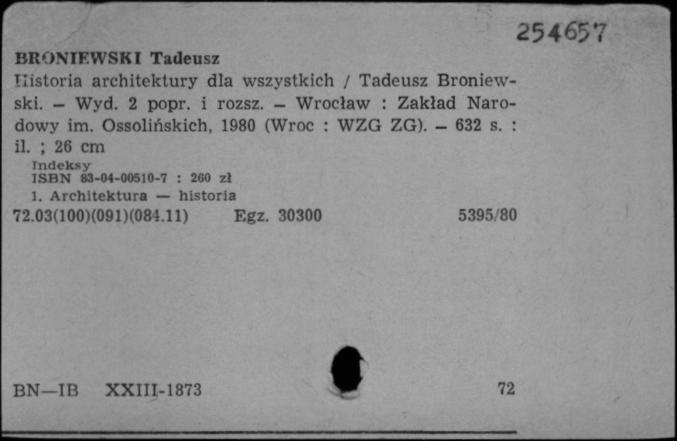 254657
BRONIEWSKI Tadeusz
Historia architektury dla wszystkich / Tadeusz Broniew-
ski. — Wyd. 2 popr. i rozsz. — Wrocław : Zakład Naro-
dowy im. Ossolińskich, 1980 (Wroc : WZG ZG). — 632 s. :
il. ; 26 cm
Indeksy
ISBN 83-04-00510-7 : 260 zł
1. Architektura — historia
72.03(100)(091)(084.11) Egz. 30300 5395/80
BN—IB XXIII-1873 72